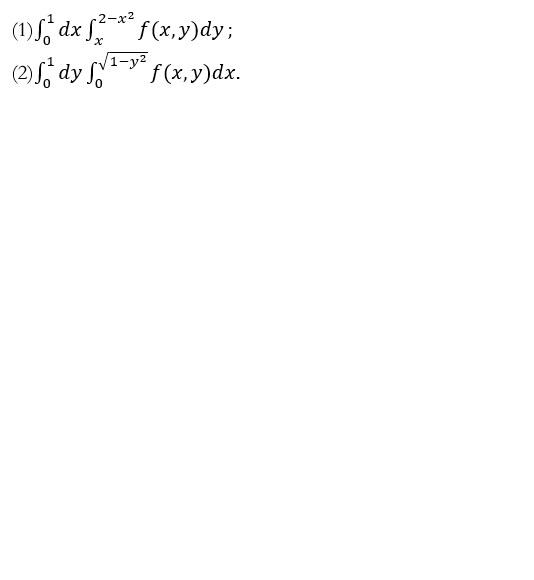 (1)∫₀¹ dx ∫ₓ^{2−x²} f(x,y)dy;
(2)∫₀¹ dy ∫₀^{√(1−y²)} f(x,y)dx.